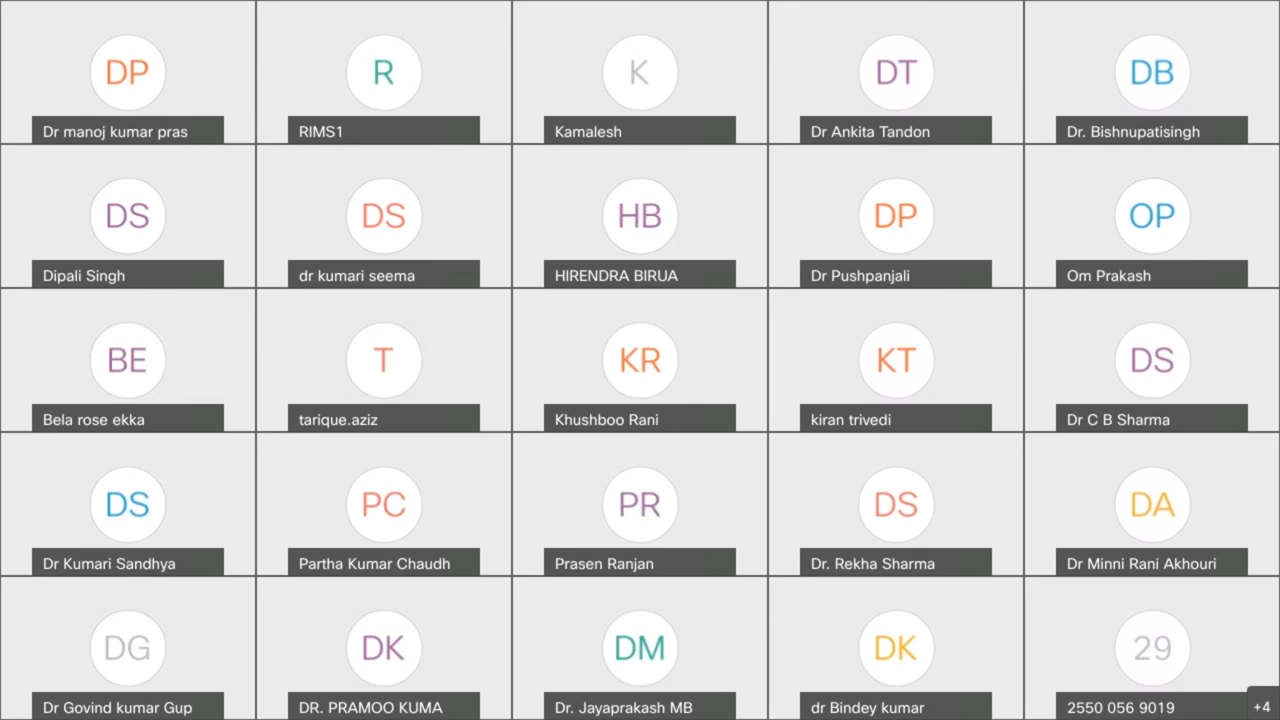 DP
R
K
DT
DB
Dr manoj kumar pras
RIMS1
Kamalesh
Dr Ankita Tandon
Dr. Bishnupatisingh
DS
DS
HB
DP
OP
Dipali Singh
dr kumari seema
HIRENDRA BIRUA
Dr Pushpanjali
Om Prakash
BE
T
KR
KT
DS
Bela rose ekka
tarique.aziz
Khushboo Rani
kiran trivedi
Dr C B Sharma
DS
PC
PR
DS
DA
Dr Kumari Sandhya
Partha Kumar Chaudh
Prasen Ranjan
Dr. Rekha Sharma
Dr Minni Rani Akhouri
DG
DK
DM
DK
29
Dr Govind kumar Gup
DR. PRAMOO KUMA
Dr. Jayaprakash MB
dr Bindey kumar
2550 056 9019
+4